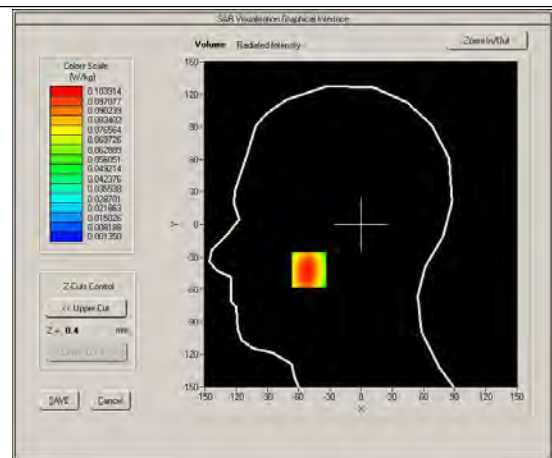 SAR Visualisation Graphical Interface
Volume Radiated Intensity
Zoom In/Out
Colors Scale
(W/kg)
0.103914
0.097077
0.090239
0.083402
0.076564
0.069726
0.062889
0.056051
0.049214
0.042376
0.035538
0.028701
0.021863
0.015026
0.008188
0.001350
Z-Cuts Control
<< Upper Cut
Z = 0.4 mm
SAVE
Cancel
150
120
90
60
30
0
-30
-60
-90
-120
-150
Y
-150 -120 -90 -60 -30 0 30 60 90 120 150
X